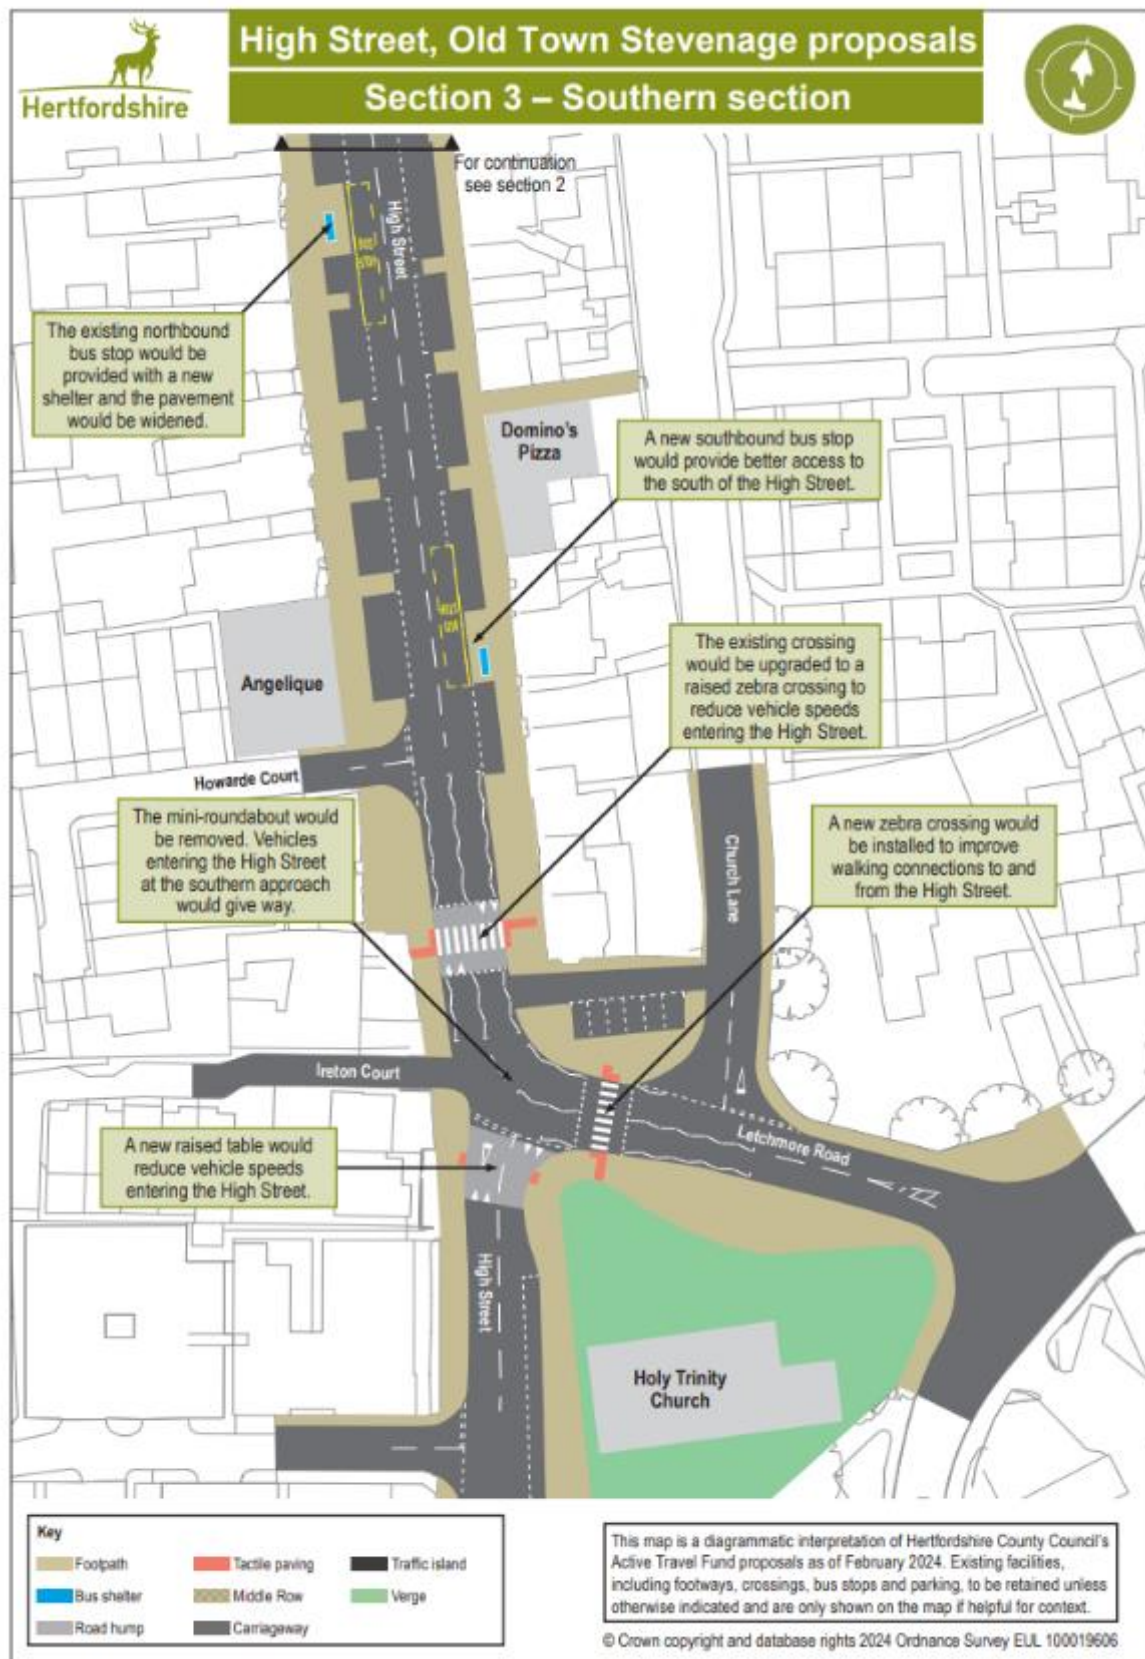 High Street, Old Town Stevenage proposals
Section 3 – Southern section
Hertfordshire
For continuation
see section 2
High Street
BUS
STOP
The existing northbound
bus stop would be
provided with a new
shelter and the pavement
would be widened.
Domino's
Pizza
A new southbound bus stop
would provide better access to
the south of the High Street.
BUS
STOP
The existing crossing
would be upgraded to a
raised zebra crossing to
reduce vehicle speeds
entering the High Street.
Angelique
Howarde Court
The mini-roundabout would
be removed. Vehicles
entering the High Street
at the southern approach
would give way.
A new zebra crossing would
be installed to improve
walking connections to and
from the High Street.
Church Lane
Ireton Court
Letchmore Road
A new raised table would
reduce vehicle speeds
entering the High Street.
High Street
Holy Trinity
Church
Key
Footpath
Tactile paving
Traffic island
Bus shelter
Middle Row
Verge
Road hump
Carriageway
This map is a diagrammatic interpretation of Hertfordshire County Council's
Active Travel Fund proposals as of February 2024. Existing facilities,
including footways, crossings, bus stops and parking, to be retained unless
otherwise indicated and are only shown on the map if helpful for context.
© Crown copyright and database rights 2024 Ordnance Survey EUL 100019606